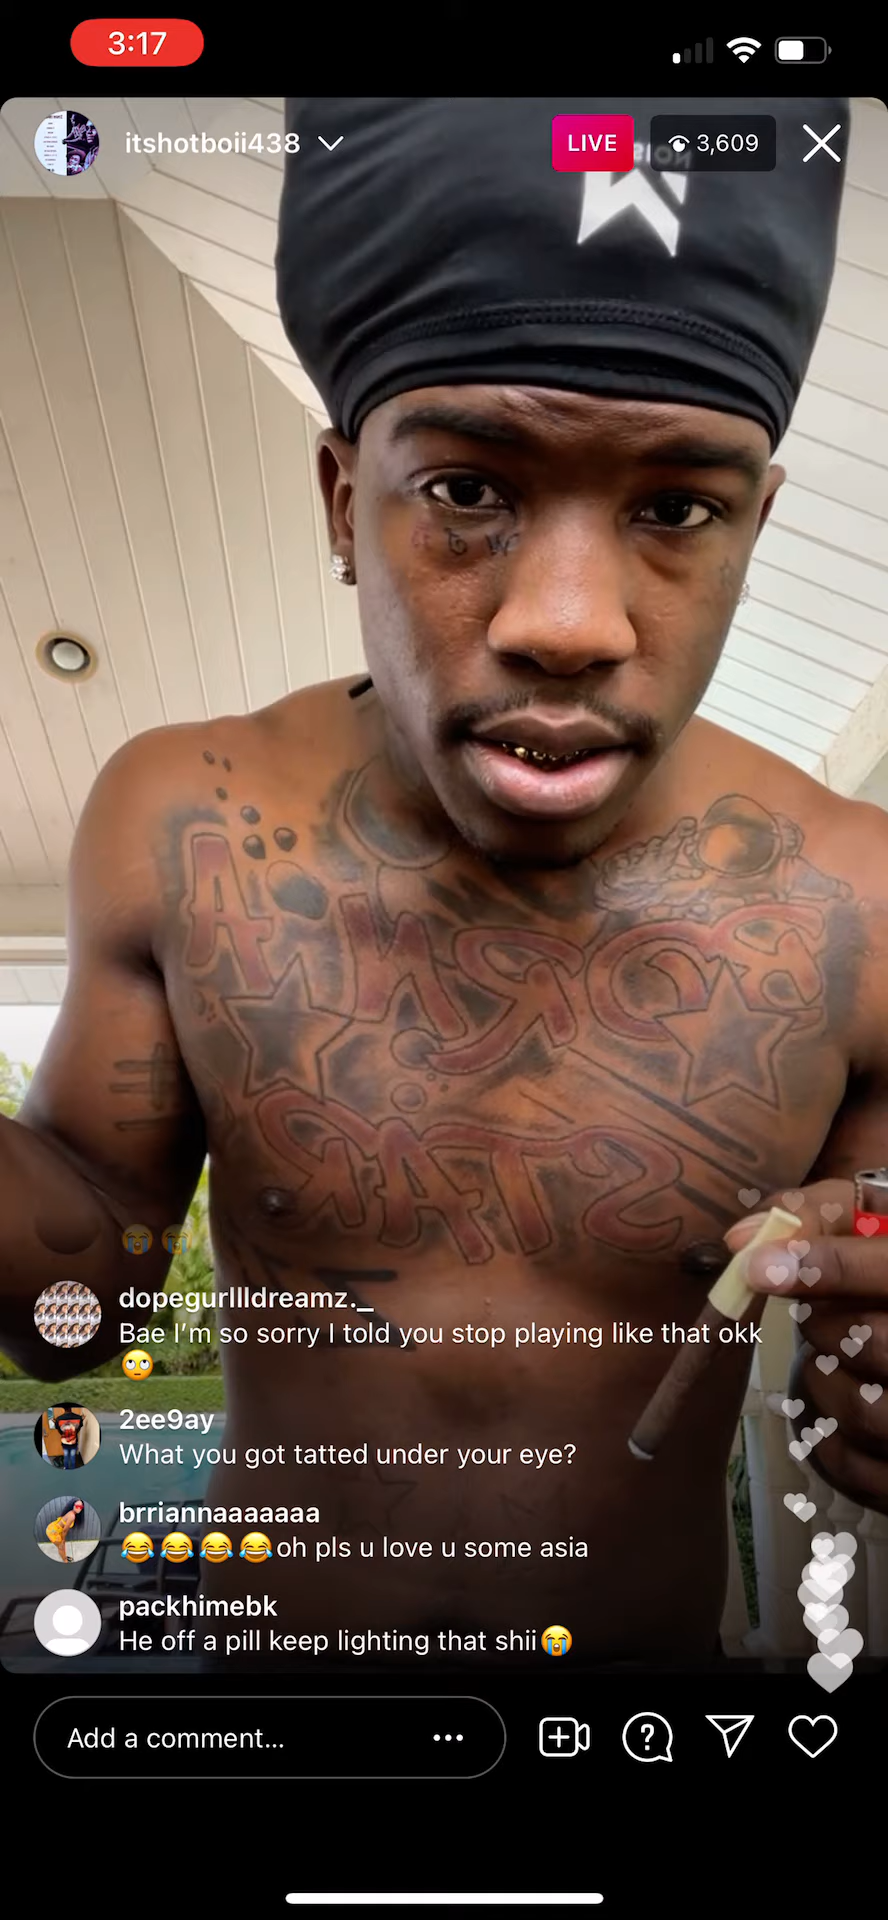 3:17
itshotboii438
LIVE
3,609
BORN A
STAR
dopegurllldreamz._
Bae I'm so sorry I told you stop playing like that okk
🙄
2ee9ay
What you got tatted under your eye?
brriannaaaaaaa
😂😂😂😂oh pls u love u some asia
packhimebk
He off a pill keep lighting that shii😭
Add a comment...